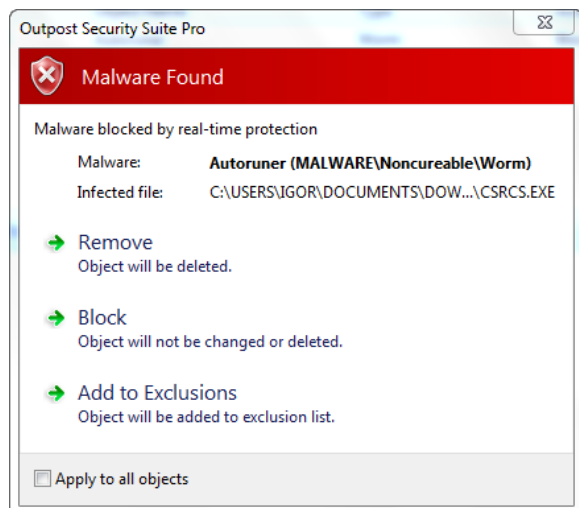 Outpost Security Suite Pro
Malware Found
Malware blocked by real-time protection
Malware: Autoruner (MALWARE\Noncureable\Worm)
Infected file: C:\USERS\IGOR\DOCUMENTS\DOW...\CSRCS.EXE
Remove
Object will be deleted.
Block
Object will not be changed or deleted.
Add to Exclusions
Object will be added to exclusion list.
Apply to all objects